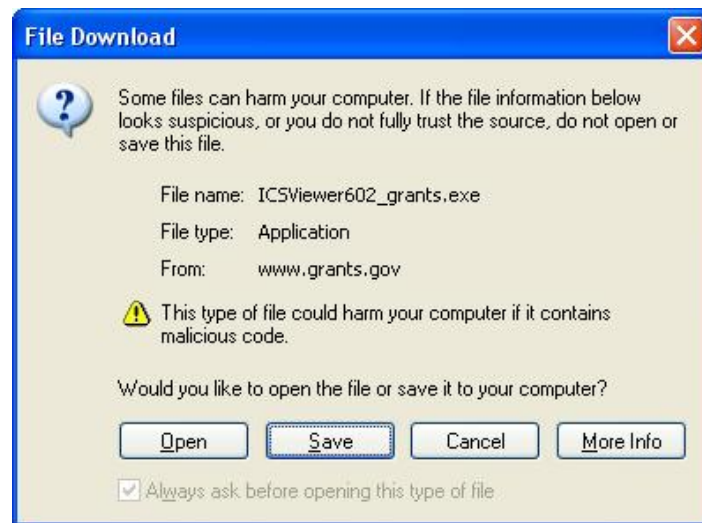 File Download
Some files can harm your computer. If the file information below
looks suspicious, or you do not fully trust the source, do not open or
save this file.
File name: ICSViewer602_grants.exe
File type: Application
From: www.grants.gov
This type of file could harm your computer if it contains
malicious code.
Would you like to open the file or save it to your computer?
Open Save Cancel More Info
Always ask before opening this type of file